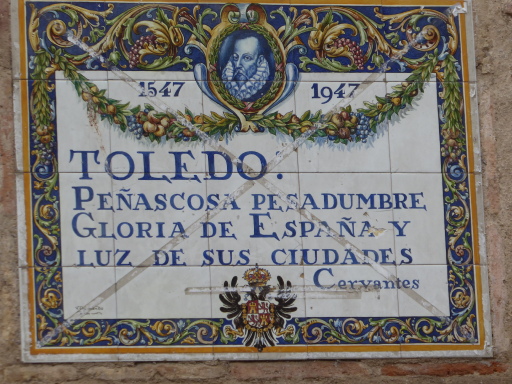 1547 1947
TOLEDO:
PEÑASCOSA PESADUMBRE
GLORIA DE ESPAÑA Y
LUZ DE SUS CIUDADES
Cervantes